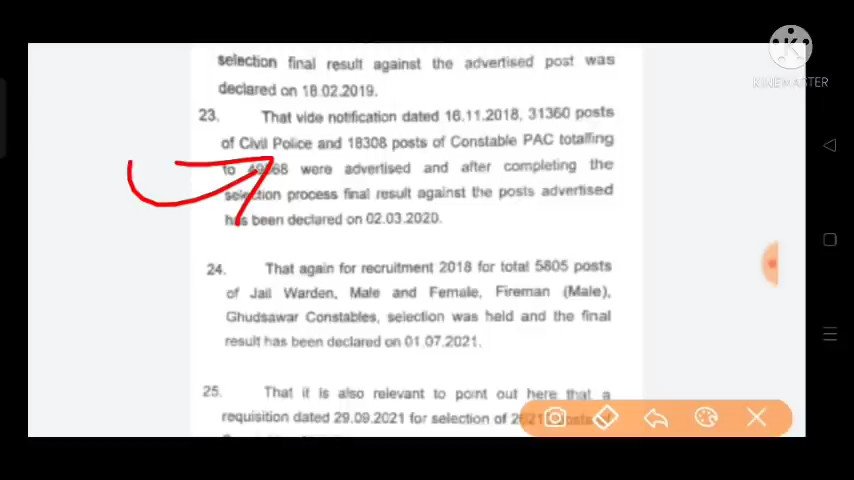 selection final result against the advertised post was
declared on 18.02.2019.
23. That vide notification dated 16.11.2018, 31360 posts
of Civil Police and 18308 posts of Constable PAC totalling
to were advertised and after completing the
selection process final result against the posts advertised
has been declared on 02.03.2020.
24. That again for recruitment 2018 for total 5805 posts
of Jail Warden, Male and Female, Fireman (Male),
Ghudsawar Constables, selection was held and the final
result has been declared on 01.07.2021.
25. That it is also relevant to point out here that a
requisition dated 29.09.2021 for selection of posts of
K
KINEMASTER